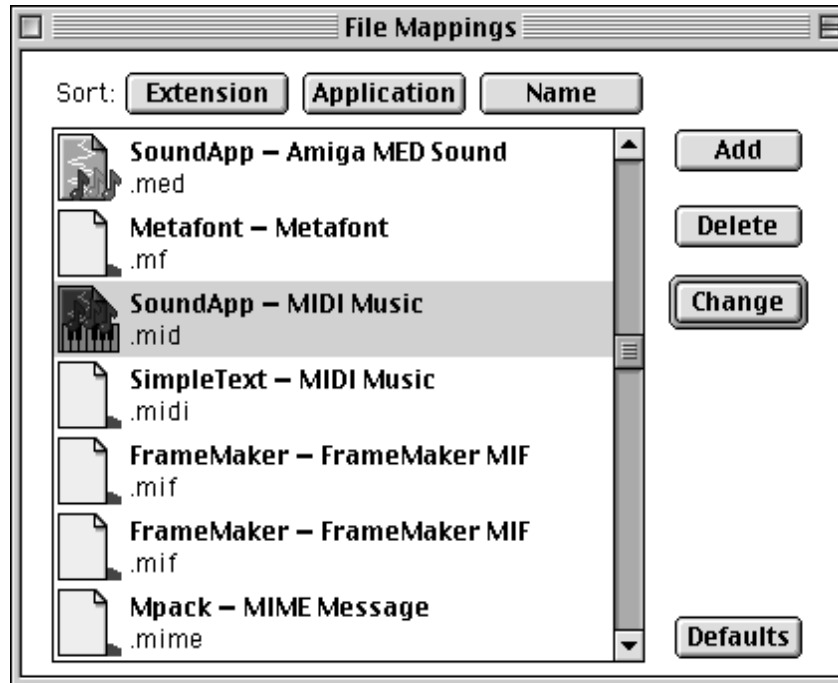 File Mappings
Sort: Extension Application Name
SoundApp – Amiga MED Sound
.med
Metafont – Metafont
.mf
SoundApp – MIDI Music
.mid
SimpleText – MIDI Music
.midi
FrameMaker – FrameMaker MIF
.mif
FrameMaker – FrameMaker MIF
.mif
Mpack – MIME Message
.mime
Add
Delete
Change
Defaults